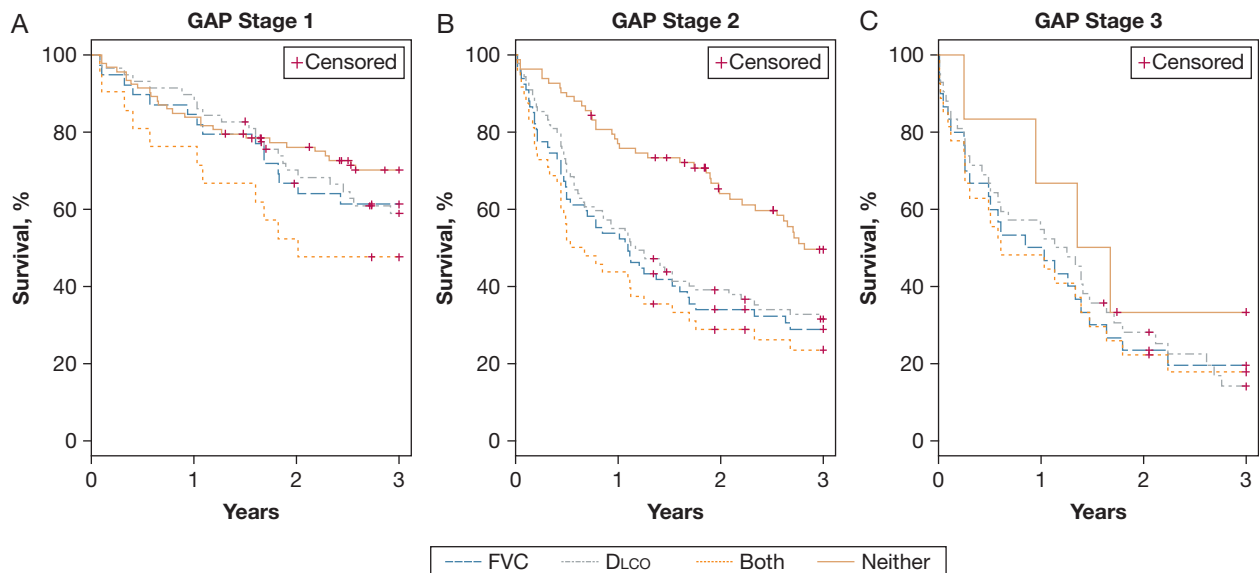 A GAP Stage 1
B GAP Stage 2
C GAP Stage 3
+Censored
+Censored
+Censored
Survival, %
100
80
60
40
20
0
0 1 2 3
Years
Survival, %
100
80
60
40
20
0
0 1 2 3
Years
Survival, %
100
80
60
40
20
0
0 1 2 3
Years
FVC DLCO Both Neither